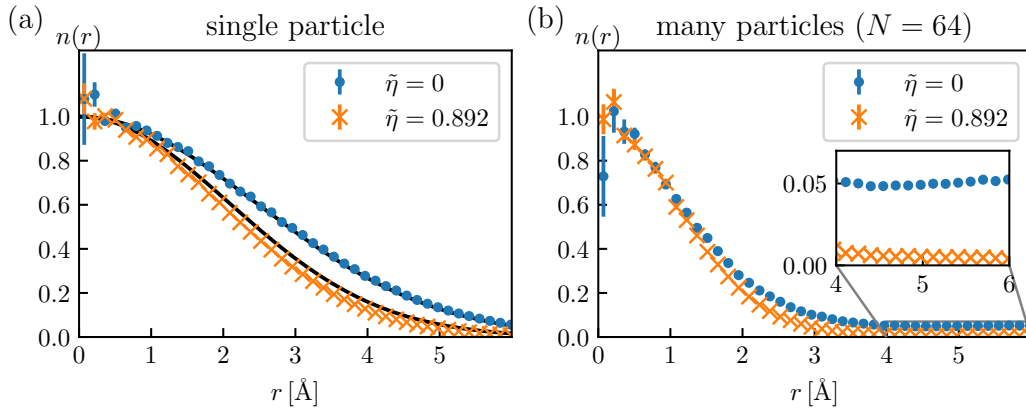 (a)
n(r)
single particle
η̃ = 0
η̃ = 0.892
1.0
0.8
0.6
0.4
0.2
0.0
0
1
2
3
4
5
r [Å]
(b)
n(r)
many particles (N = 64)
η̃ = 0
η̃ = 0.892
1.0
0.8
0.6
0.4
0.2
0.0
0.05
0.00
4
5
6
0
1
2
3
4
5
r [Å]